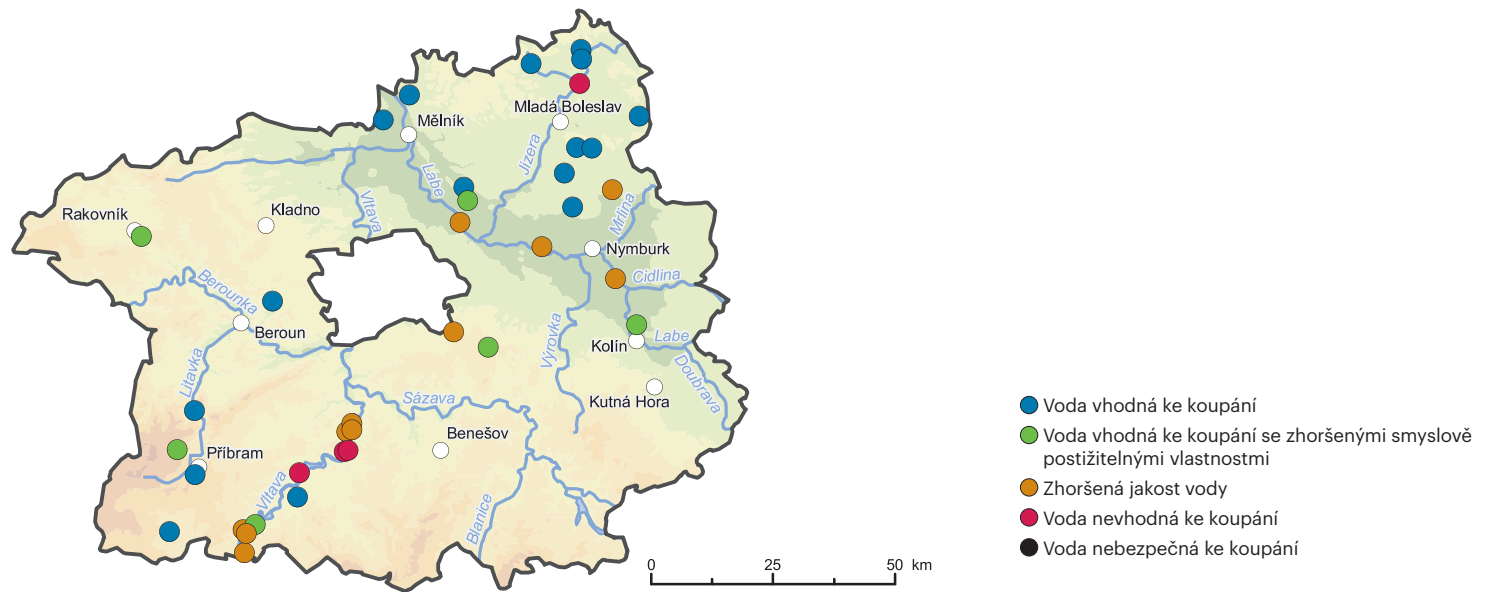 Mladá Boleslav
Mělník
Jizera
Labe
Vltava
Mrlina
Rakovník
Kladno
Nymburk
Cidlina
Berounka
Beroun
Výrovka
Labe
Kolín
Doubrava
Litavka
Sázava
Kutná Hora
Benešov
Příbram
Vltava
Blanice
0 25 50 km
Voda vhodná ke koupání
Voda vhodná ke koupání se zhoršenými smyslově
postižitelnými vlastnostmi
Zhoršená jakost vody
Voda nevhodná ke koupání
Voda nebezpečná ke koupání